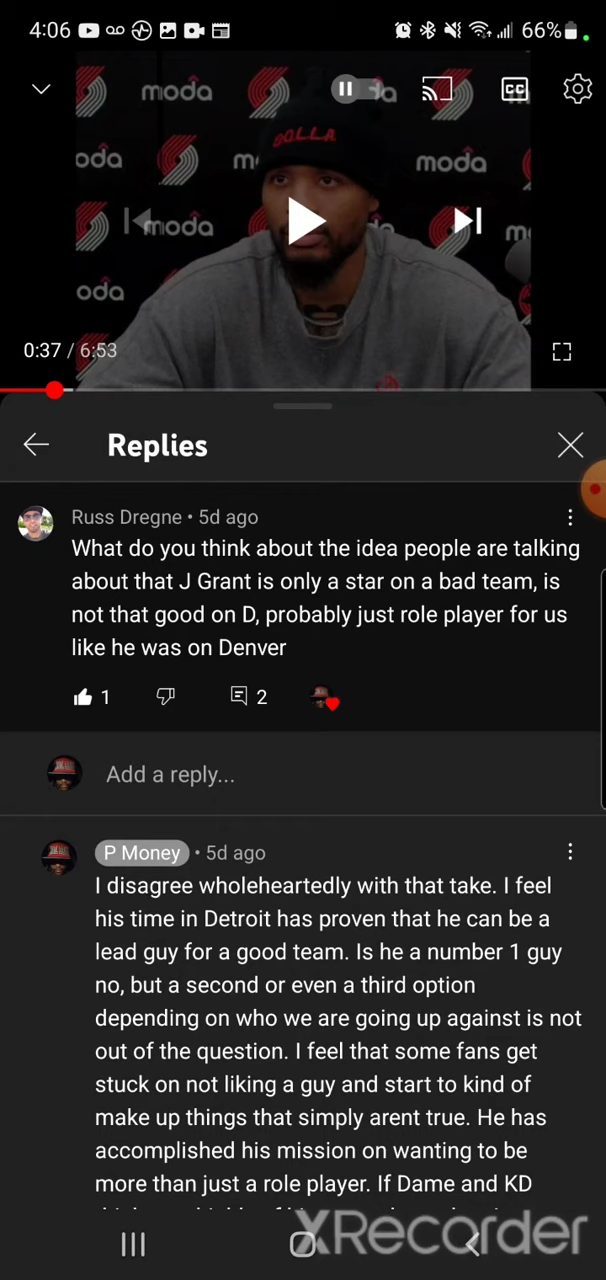 4:06
66%
moda
moda
DOLLA
moda
moda
moda
oda
CC
0:37 / 6:53
Replies
Russ Dregne • 5d ago
What do you think about the idea people are talking
about that J Grant is only a star on a bad team, is
not that good on D, probably just role player for us
like he was on Denver
1
2
Add a reply...
P Money • 5d ago
I disagree wholeheartedly with that take. I feel
his time in Detroit has proven that he can be a
lead guy for a good team. Is he a number 1 guy
no, but a second or even a third option
depending on who we are going up against is not
out of the question. I feel that some fans get
stuck on not liking a guy and start to kind of
make up things that simply arent true. He has
accomplished his mission on wanting to be
more than just a role player. If Dame and KD
XRecorder